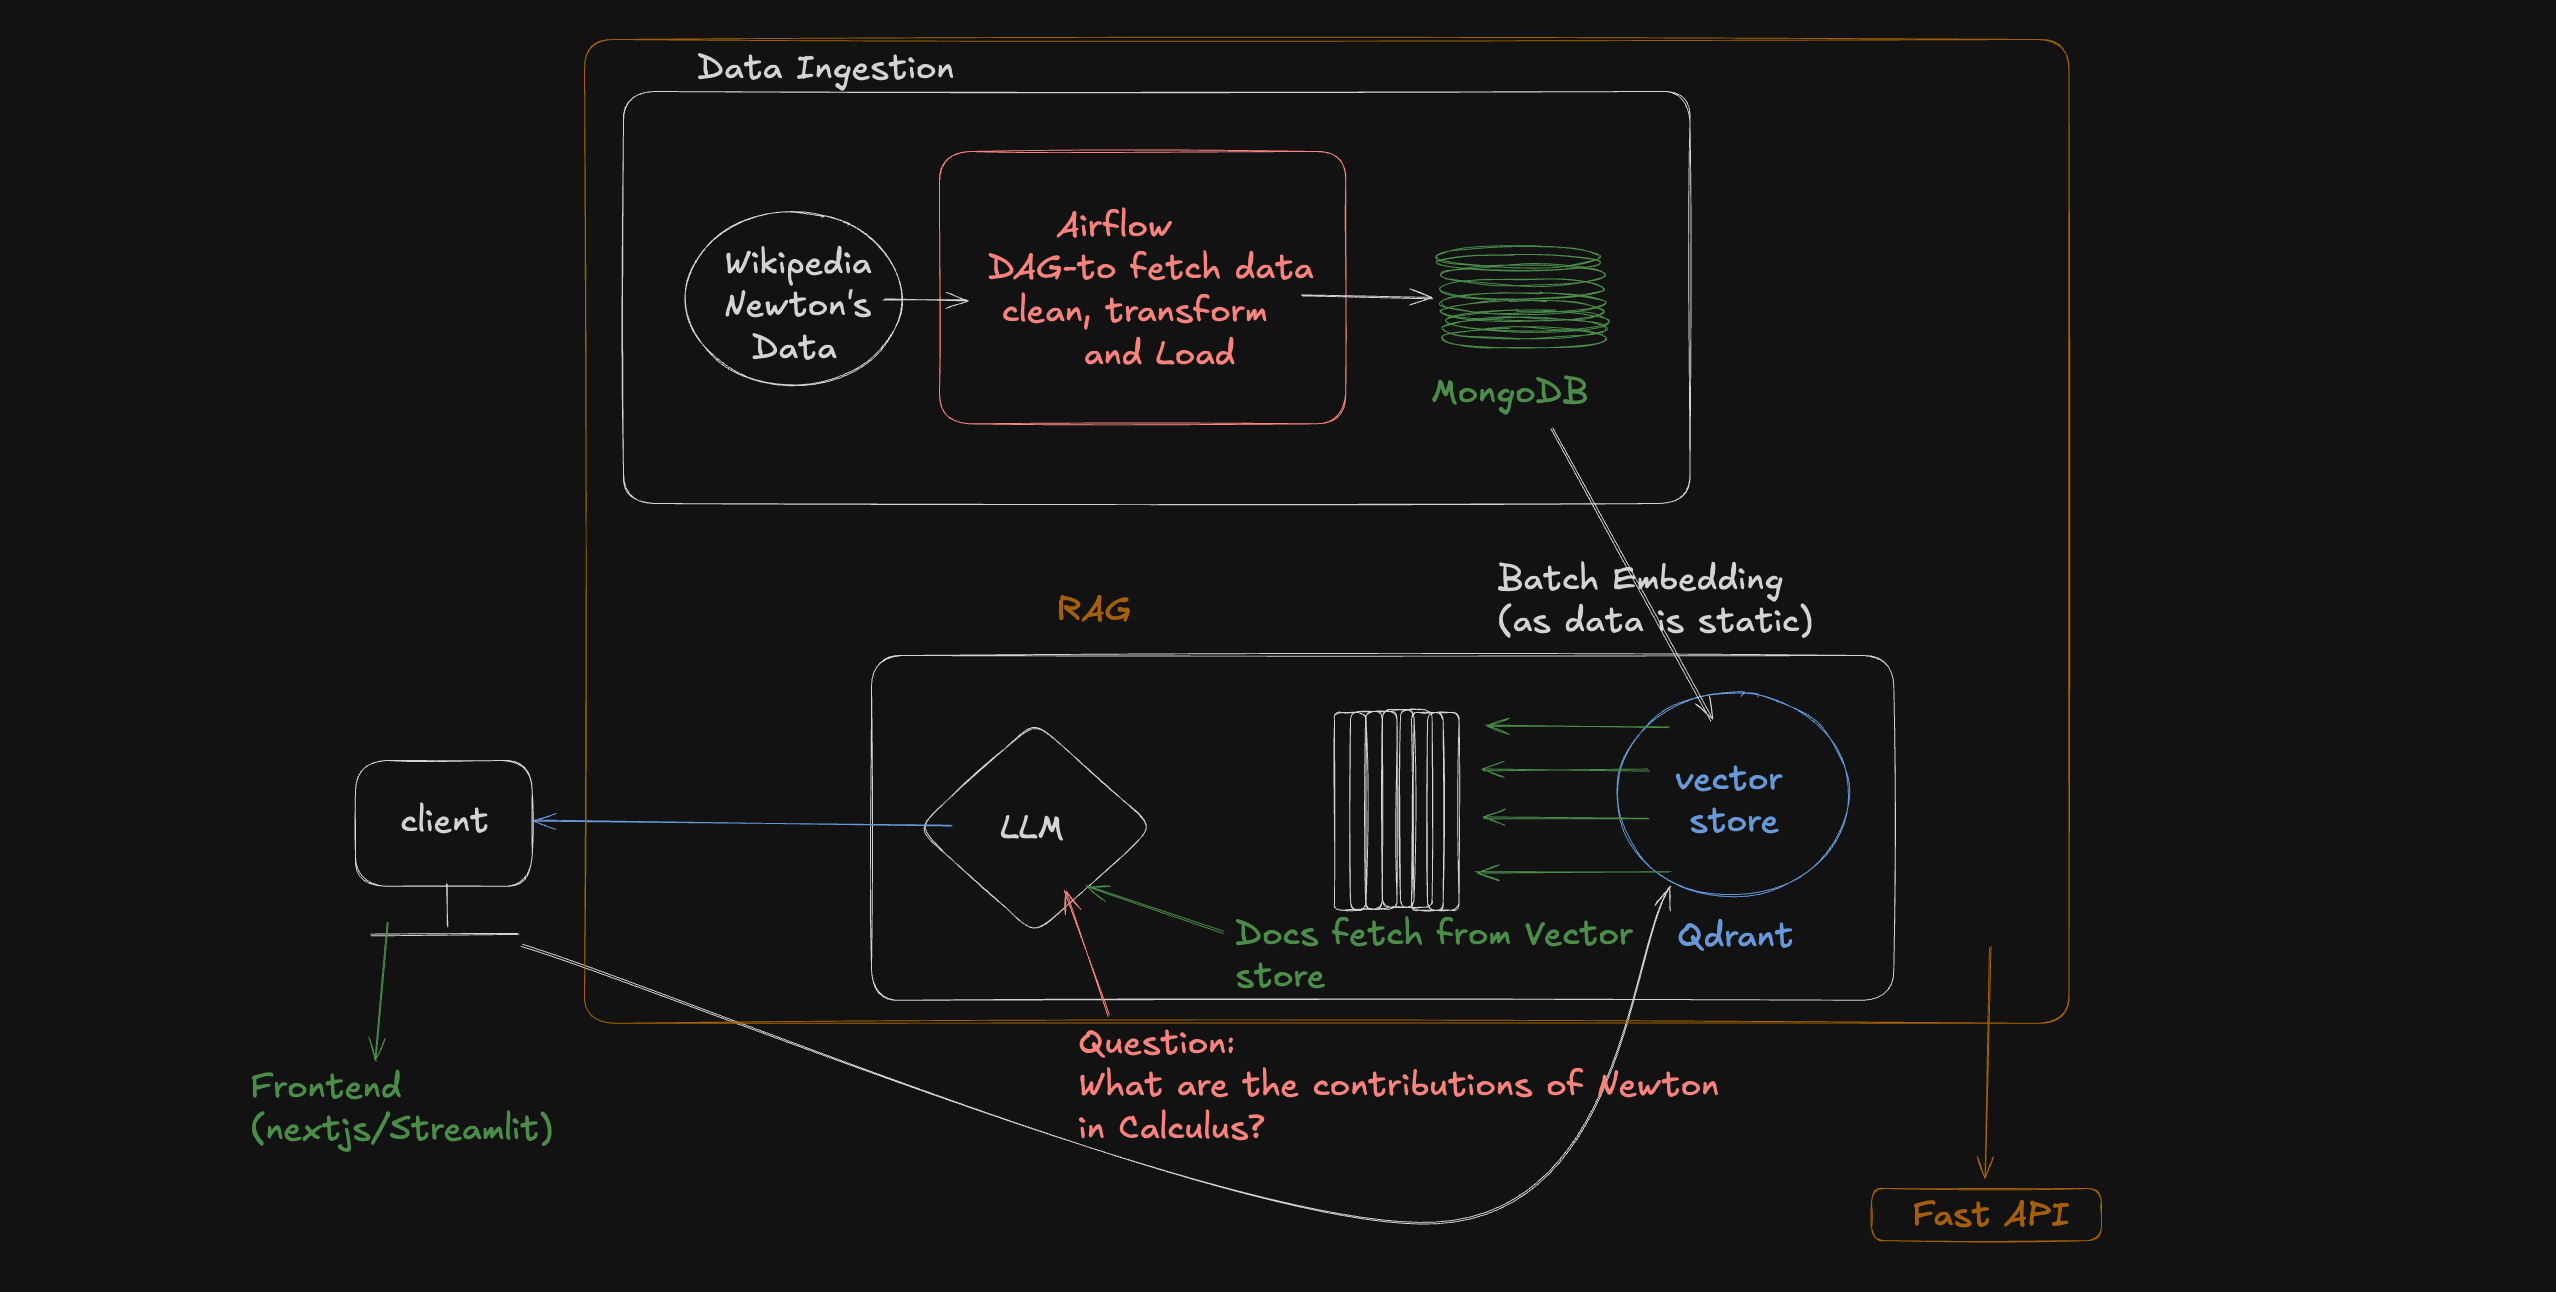 Data Ingestion
Wikipedia
Newton's
Data
Airflow
DAG-to fetch data
clean, transform
and Load
MongoDB
Batch Embedding
(as data is static)
RAG
client
LLM
vector
store
Docs fetch from Vector
store
Qdrant
Question:
What are the contributions of Newton
in Calculus?
Frontend
(nextjs/Streamlit)
Fast API